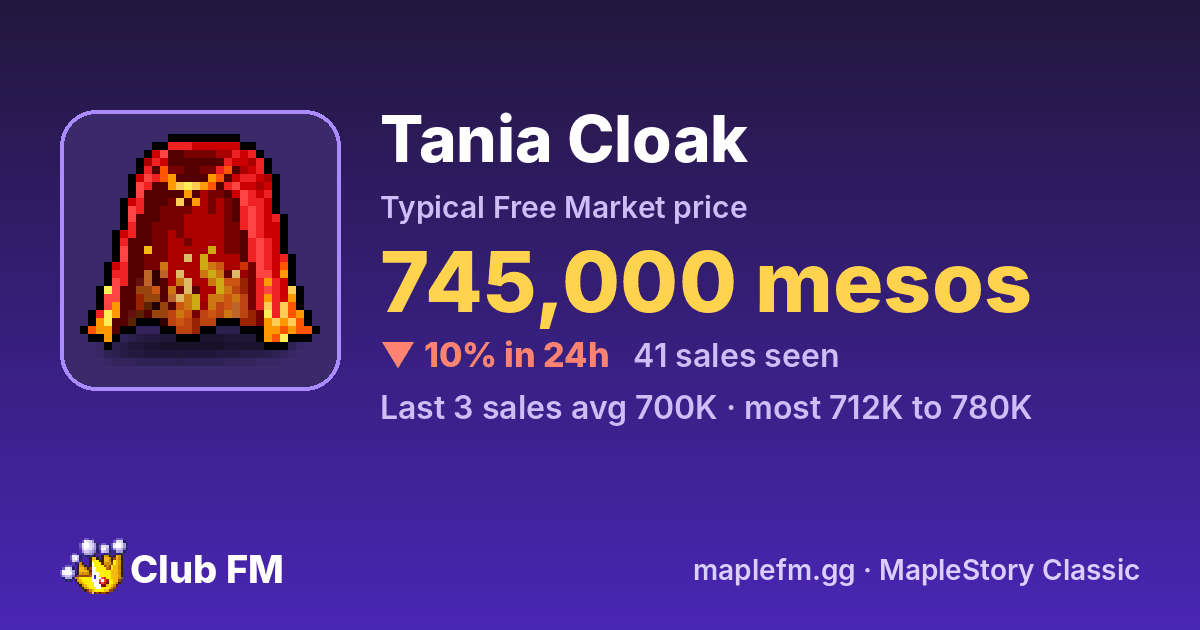 Tania Cloak
Typical Free Market price
745,000 mesos
▼ 10% in 24h 41 sales seen
Last 3 sales avg 700K · most 712K to 780K
Club FM
maplefm.gg · MapleStory Classic